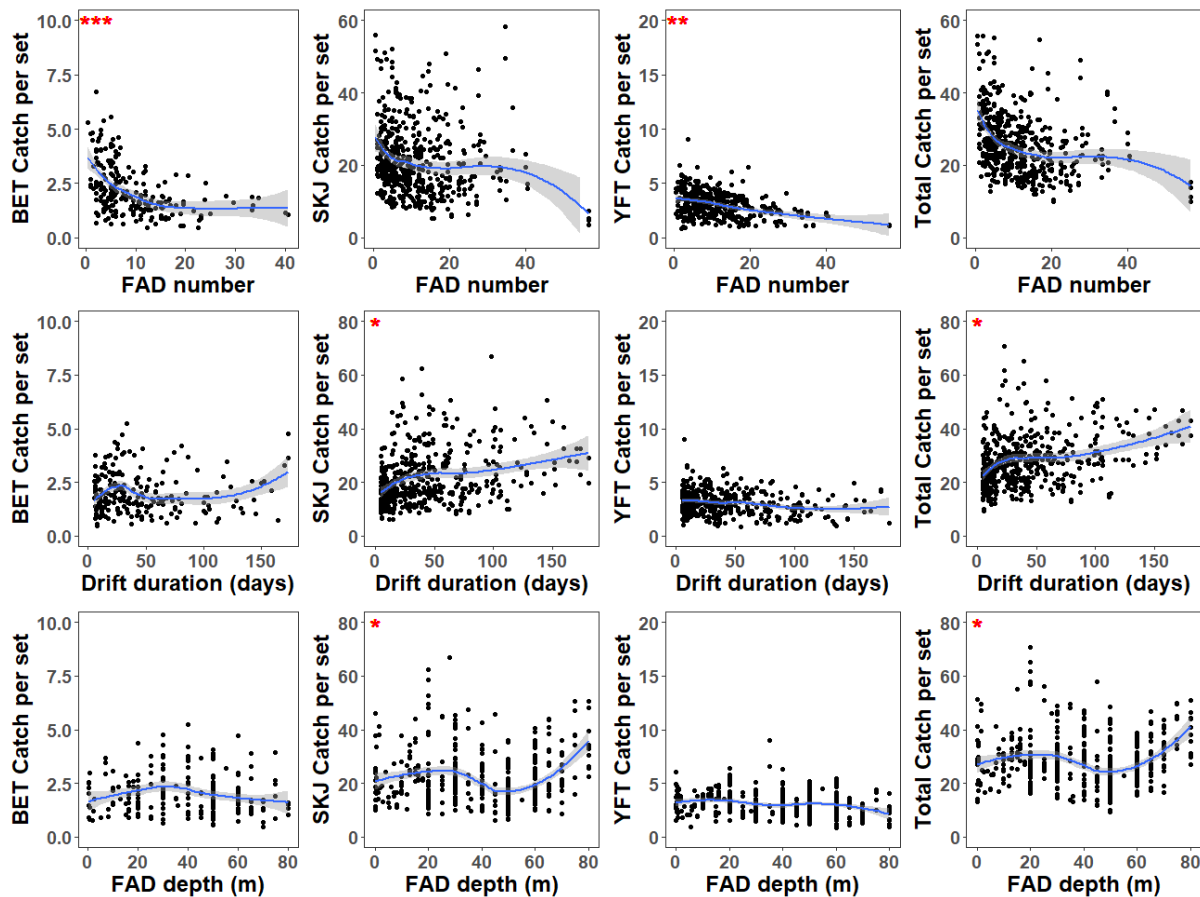 ***
BET Catch per set
10.0
7.5
5.0
2.5
0.0
0 10 20 30 40
FAD number
SKJ Catch per set
60
40
20
0
0 20 40
FAD number
**
YFT Catch per set
20
15
10
5
0
0 20 40
FAD number
Total Catch per set
60
40
20
0
0 20 40
FAD number
BET Catch per set
10.0
7.5
5.0
2.5
0.0
0 50 100 150
Drift duration (days)
*
SKJ Catch per set
80
60
40
20
0
0 50 100 150
Drift duration (days)
YFT Catch per set
20
15
10
5
0
0 50 100 150
Drift duration (days)
*
Total Catch per set
80
60
40
20
0
0 50 100 150
Drift duration (days)
BET Catch per set
10.0
7.5
5.0
2.5
0.0
0 20 40 60 80
FAD depth (m)
*
SKJ Catch per set
80
60
40
20
0
0 20 40 60 80
FAD depth (m)
YFT Catch per set
20
15
10
5
0
0 20 40 60 80
FAD depth (m)
*
Total Catch per set
80
60
40
20
0
0 20 40 60 80
FAD depth (m)